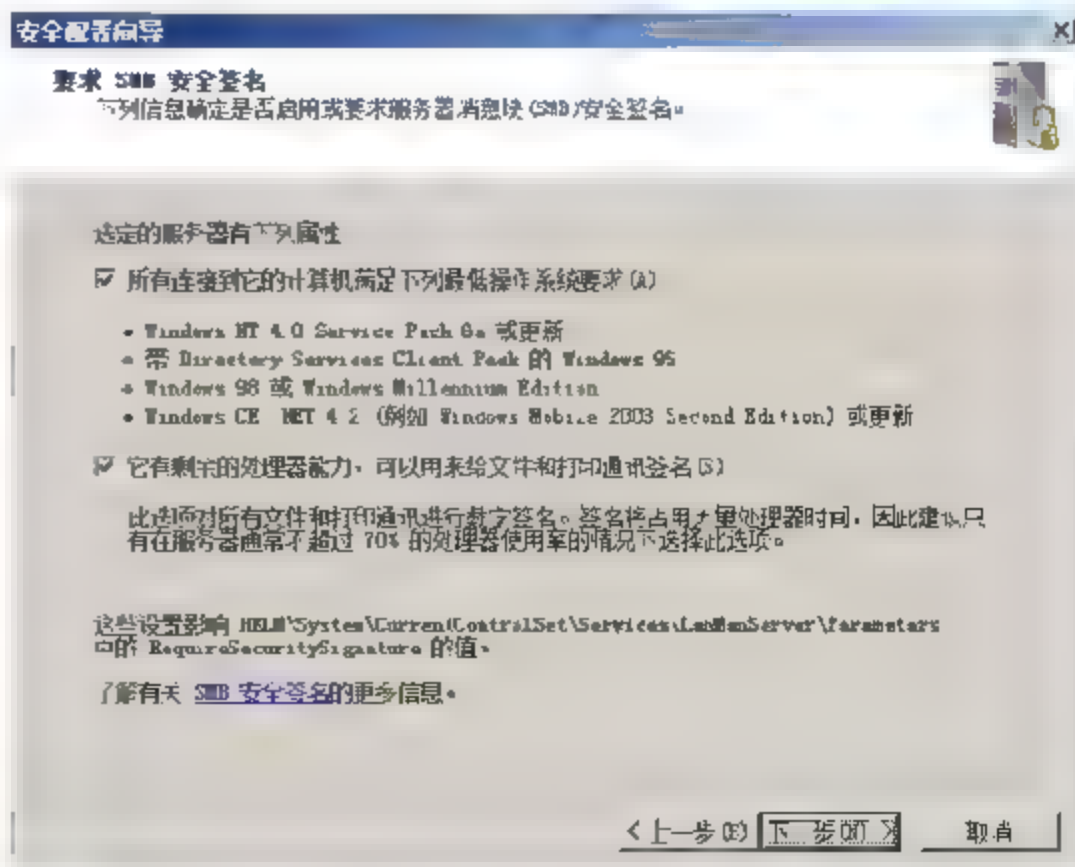 安全配置向导
要求 SMB 安全签名
下列信息确定是否启用或要求服务器消息块(SMB)安全签名。
选定的服务器有下列属性
所有连接到它的计算机满足下列最低操作系统要求(A)
• Windows NT 4.0 Service Pack 6a 或更新
• 带 Directory Services Client Pack 的 Windows 95
• Windows 98 或 Windows Millennium Edition
• Windows CE .NET 4.2 (例如 Windows Mobile 2003 Second Edition) 或更新
它有剩余的处理器能力，可以用来给文件和打印通讯签名(S)
此选项对所有文件和打印通讯进行数字签名。签名将占用大量处理器时间，因此建议只
有在服务器通常不超过 70% 的处理器使用率的情况下选择此选项。
这些设置影响 HKLM\System\CurrentControlSet\Services\LanManServer\Parameters
中的 RequireSecuritySignature 的值。
了解有关 SMB 安全签名的更多信息。
<上一步(B) 下一步(N) > 取消